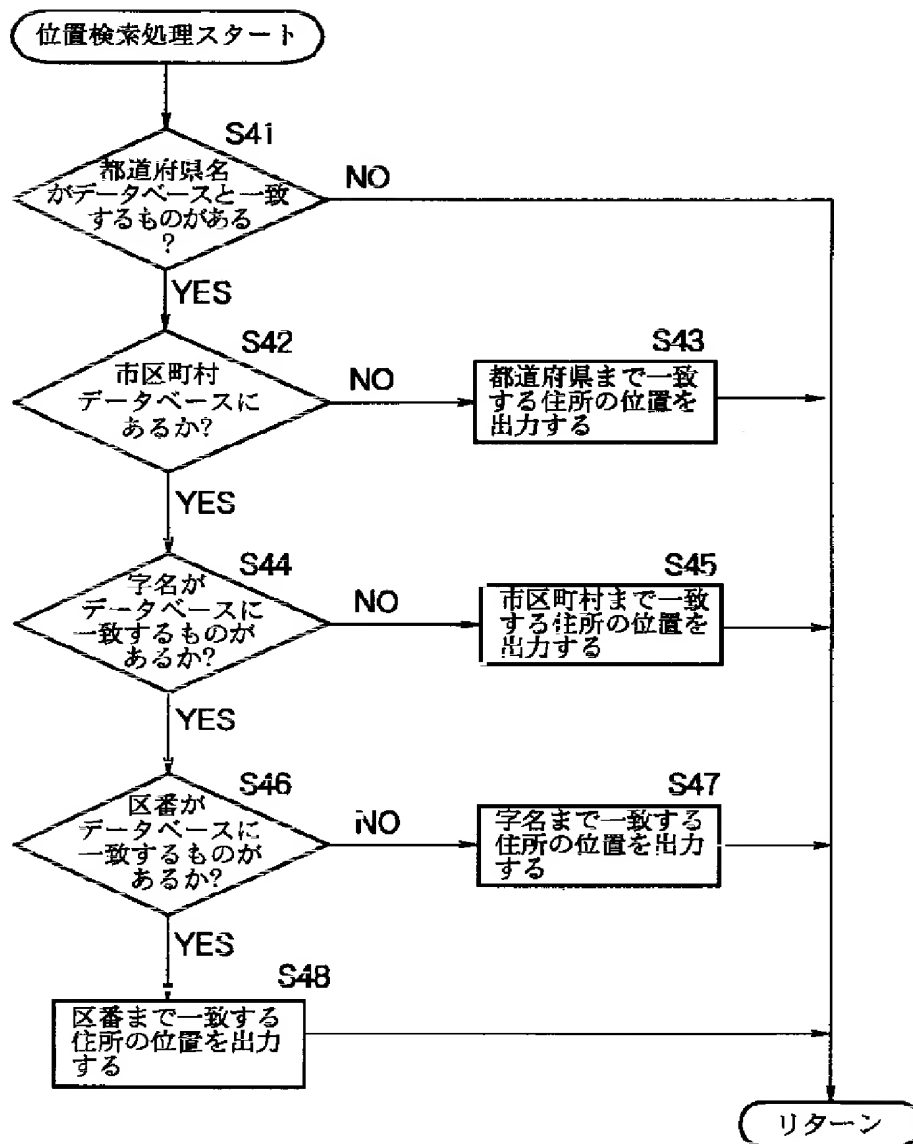 位置検索処理スタート
S41
都道府県名
がデータベースと一致
するものがある
?
NO
YES
S42
市区町村
データベースに
あるか?
NO
S43
都道府県まで一致
する住所の位置を
出力する
YES
S44
字名が
データベースに
一致するものが
あるか?
NO
S45
市区町村まで一致
する住所の位置を
出力する
YES
S46
区番が
データベースに
一致するものが
あるか?
NO
S47
字名まで一致する
住所の位置を出力
する
YES
S48
区番まで一致する
住所の位置を出力
する
リターン